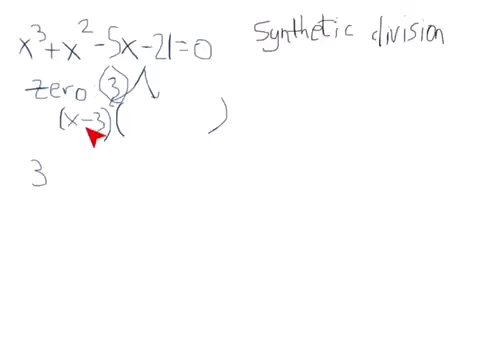 x³+x²-5x-21=0
Synthetic division
zero 3
(x-3)(          )
3